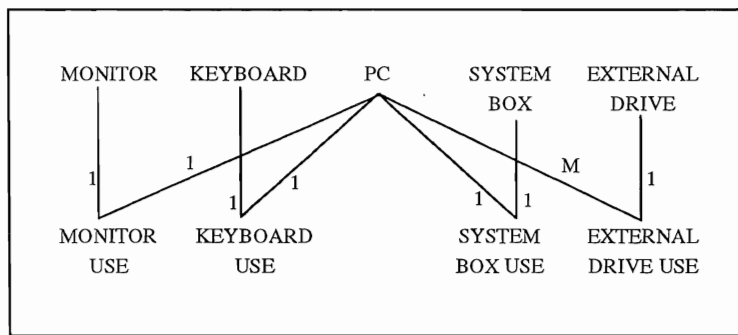 MONITOR KEYBOARD PC SYSTEM BOX EXTERNAL DRIVE
1 1 1 1 1 1 M 1
MONITOR USE KEYBOARD USE SYSTEM BOX USE EXTERNAL DRIVE USE